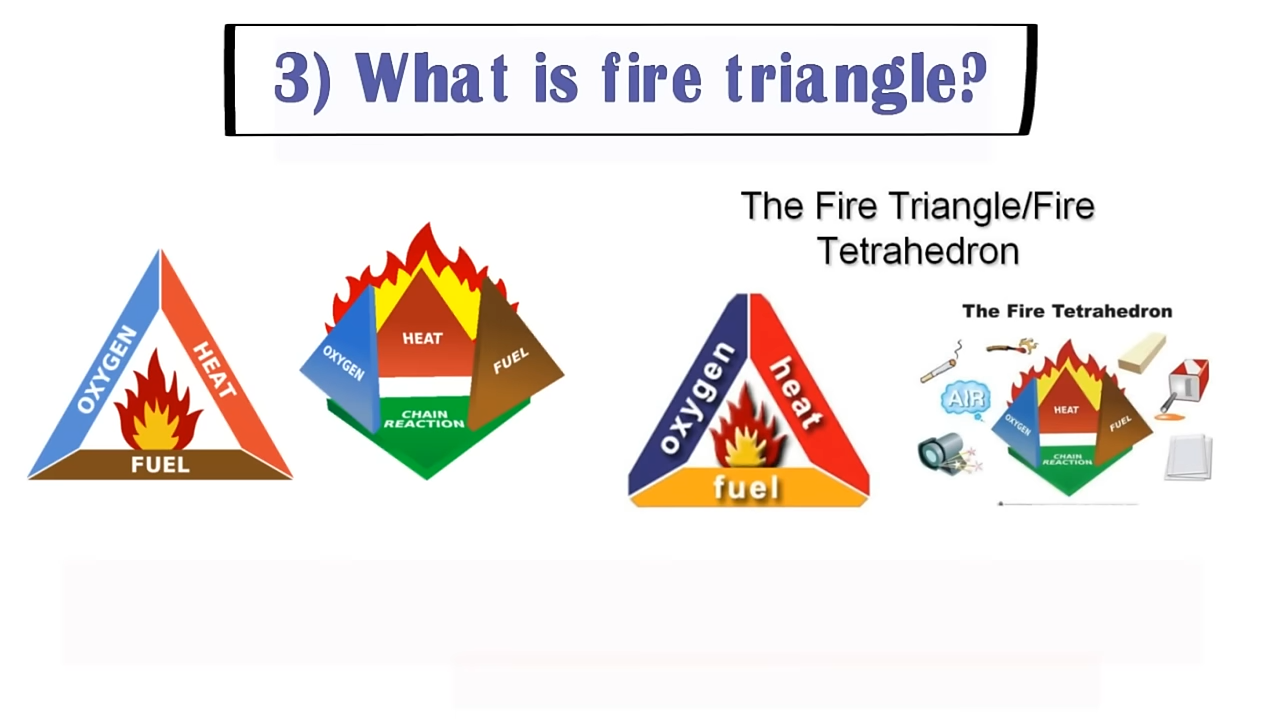 3) What is fire triangle?
The Fire Triangle/Fire
Tetrahedron
OXYGEN
HEAT
FUEL
OXYGEN
HEAT
FUEL
CHAIN
REACTION
oxygen
heat
fuel
The Fire Tetrahedron
AIR
OXYGEN
HEAT
FUEL
CHAIN
REACTION